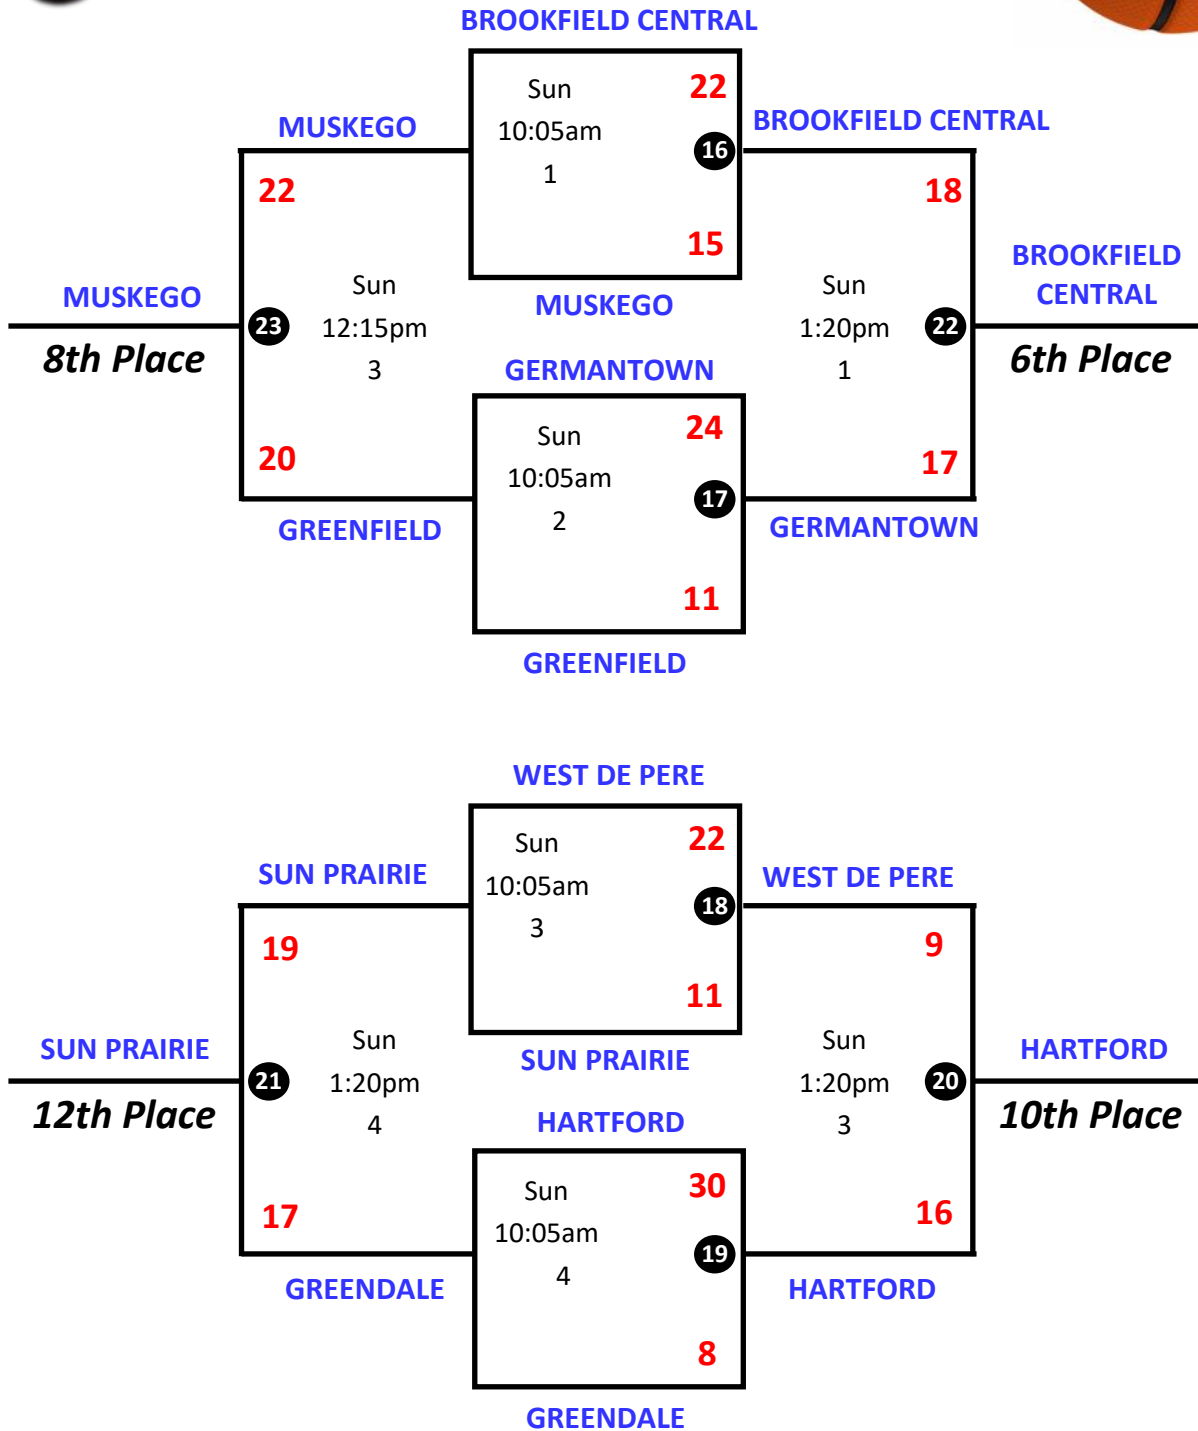 BROOKFIELD CENTRAL
Sun
22
10:05am
16
1
15
MUSKEGO
MUSKEGO
BROOKFIELD CENTRAL
22
18
Sun
12:15pm
3
23
20
MUSKEGO
8th Place
GREENFIELD
Sun
1:20pm
1
22
17
BROOKFIELD
CENTRAL
6th Place
GERMANTOWN
Sun
24
10:05am
17
2
11
GREENFIELD
GERMANTOWN
WEST DE PERE
Sun
22
10:05am
18
3
11
SUN PRAIRIE
SUN PRAIRIE
WEST DE PERE
19
9
Sun
1:20pm
4
21
17
SUN PRAIRIE
12th Place
GREENDALE
Sun
1:20pm
3
20
16
HARTFORD
10th Place
HARTFORD
Sun
30
10:05am
19
4
8
GREENDALE
HARTFORD